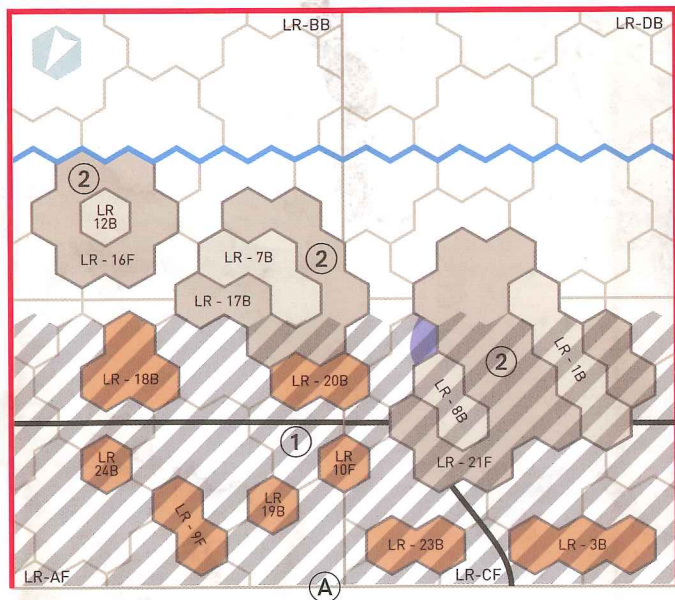 LR-BB
LR-DB
2
LR
12B
LR - 16F
LR - 7B
2
LR - 17B
LR - 1B
2
LR - 18B
LR - 20B
LR - 8B
1
LR
24B
LR
10F
LR - 21F
LR - 9F
LR
19B
LR - 23B
LR - 3B
LR-AF
LR-CF
A